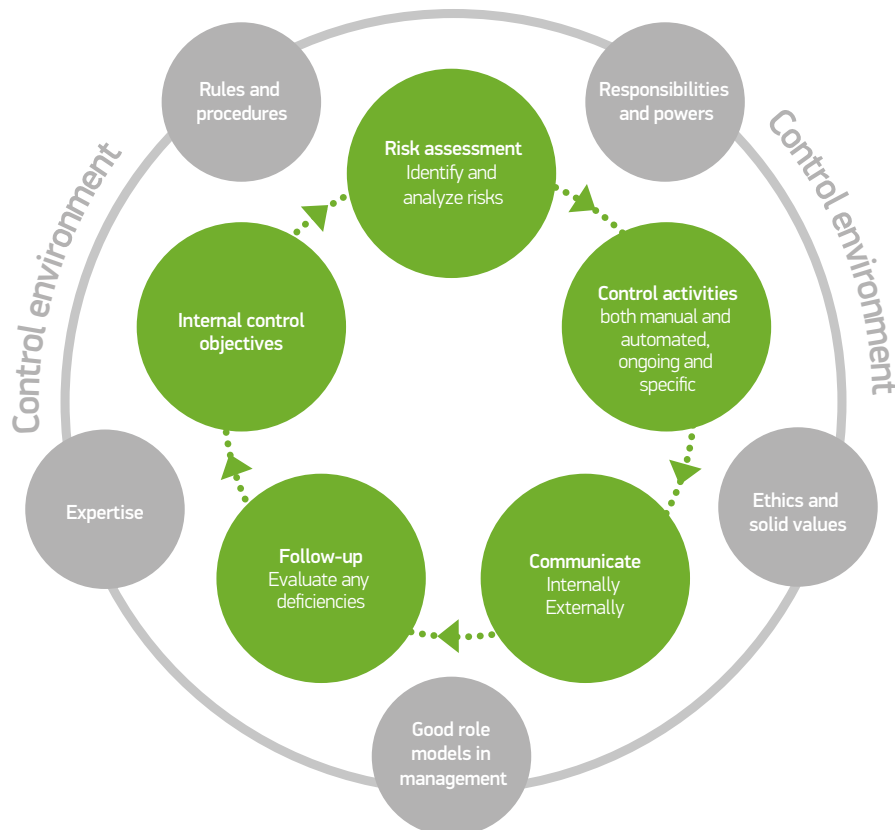 Rules and
procedures
Responsibilities
and powers
Control environment
Control environment
Risk assessment
Identify and
analyze risks
Internal control
objectives
Control activities
both manual and
automated,
ongoing and
specific
Expertise
Ethics and
solid values
Follow-up
Evaluate any
deficiencies
Communicate
Internally
Externally
Good role
models in
management